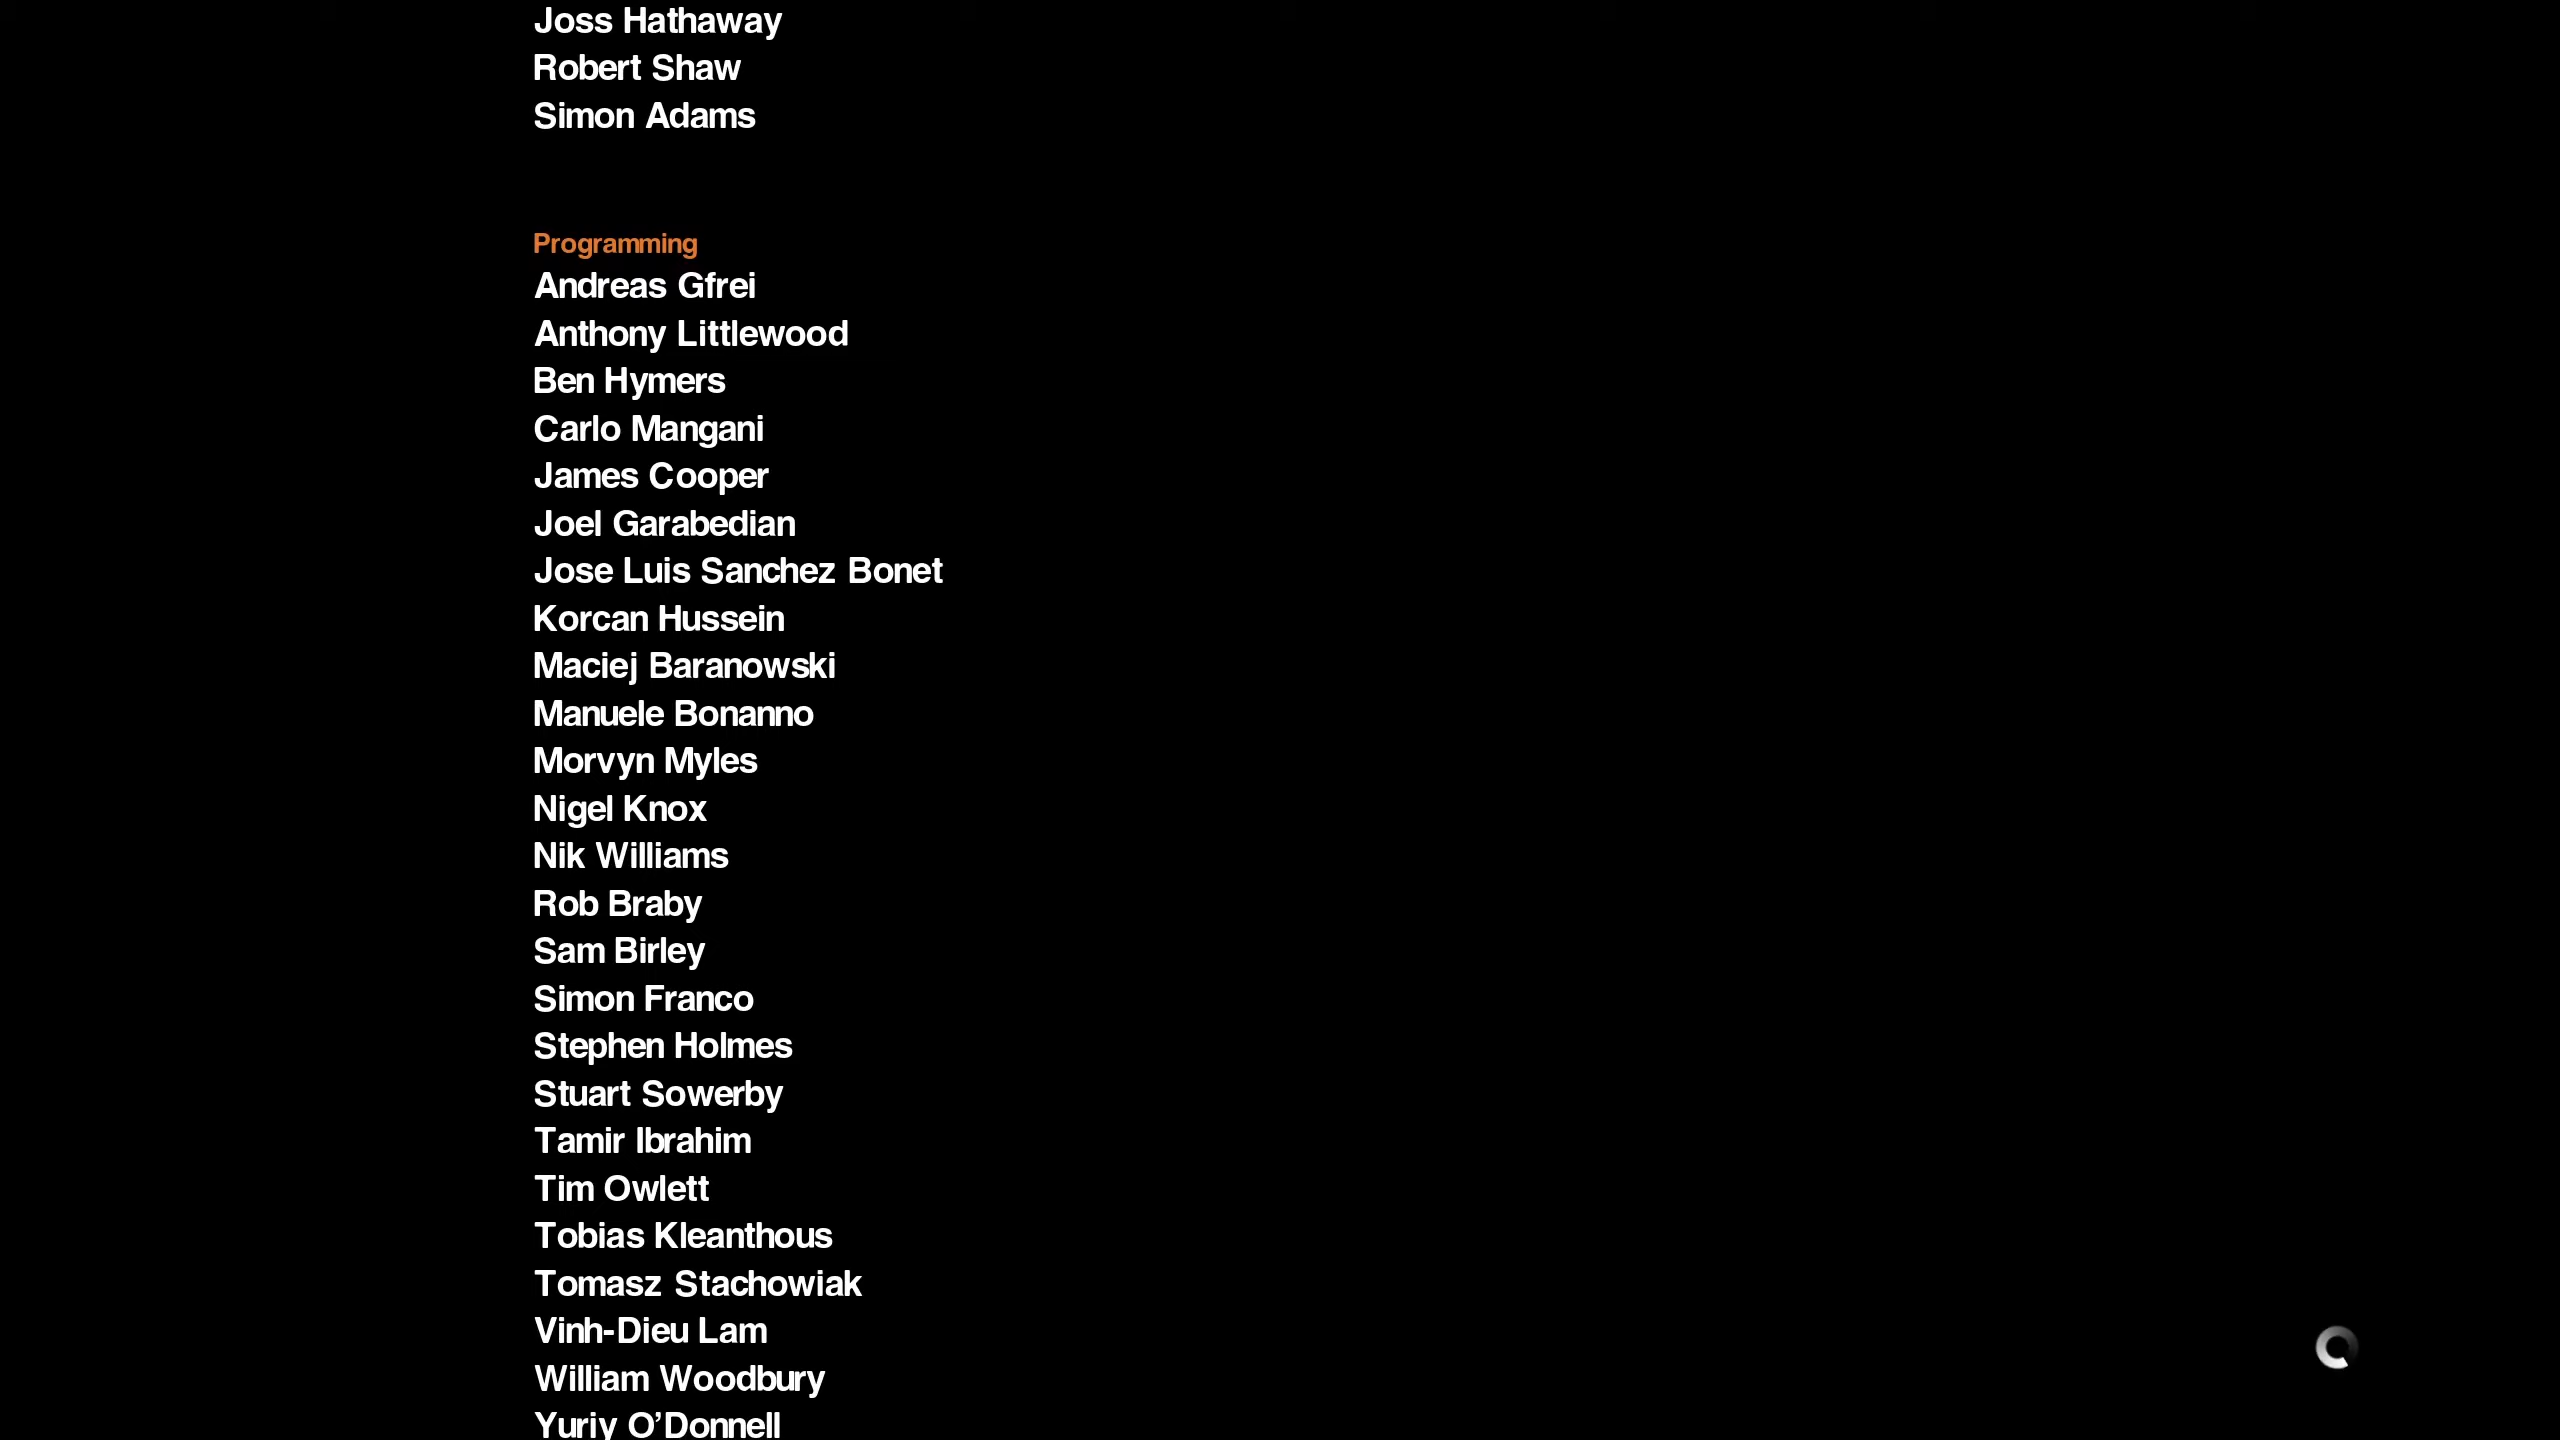 Joss Hathaway
Robert Shaw
Simon Adams
Programming
Andreas Gfrei
Anthony Littlewood
Ben Hymers
Carlo Mangani
James Cooper
Joel Garabedian
Jose Luis Sanchez Bonet
Korcan Hussein
Maciej Baranowski
Manuele Bonanno
Morvyn Myles
Nigel Knox
Nik Williams
Rob Braby
Sam Birley
Simon Franco
Stephen Holmes
Stuart Sowerby
Tamir Ibrahim
Tim Owlett
Tobias Kleanthous
Tomasz Stachowiak
Vinh-Dieu Lam
William Woodbury
Yuriy O’Donnell